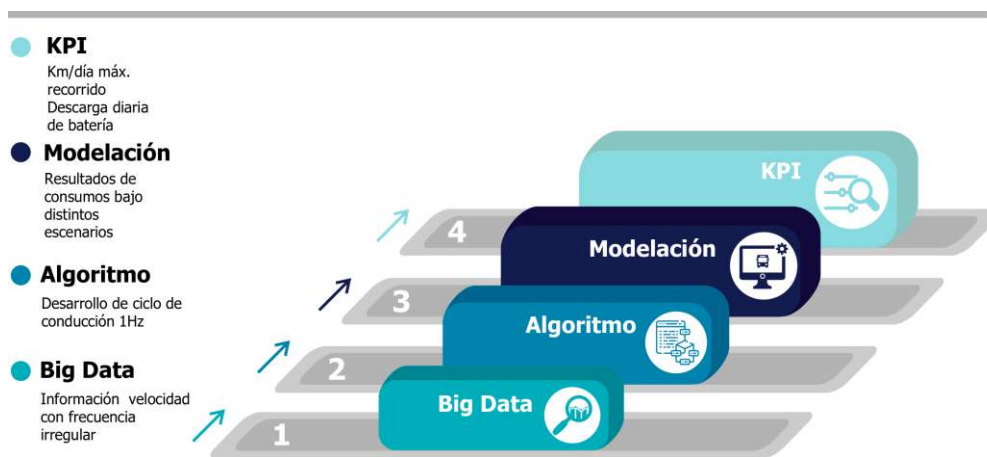 KPI
Km/día máx.
recorrido
Descarga diaria
de batería
Modelación
Resultados de
consumos bajo
distintos
escenarios
Algoritmo
Desarrollo de ciclo de
conducción 1Hz
Big Data
Información velocidad
con frecuencia
irregular
KPI
4
Modelación
3
Algoritmo
2
Big Data
1